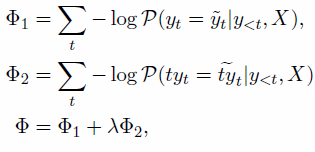 Φ₁ = ∑ₜ − log 𝒫(yₜ = ỹₜ|y₍<ₜ₎, X),
Φ₂ = ∑ₜ − log 𝒫(tyₜ = t̃yₜ|y₍<ₜ₎, X)
Φ = Φ₁ + λΦ₂,